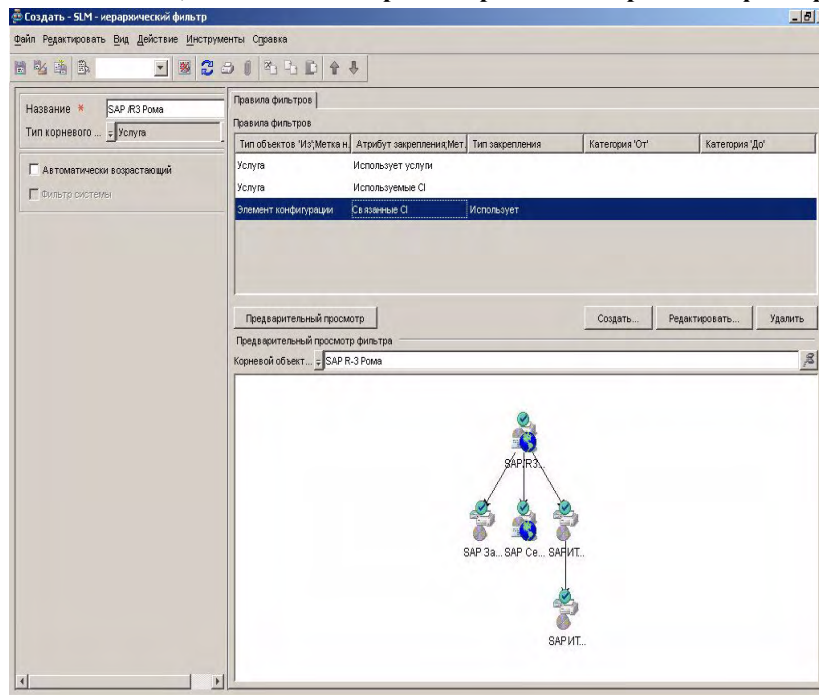 Создать - SLM - иерархический фильтр
Файл Редактировать Вид Действие Инструменты Справка
Название * SAP /R3 Рома
Тип корневого ... Услуга
Автоматически возрастающий
Фильтр системы
Правила фильтров
Правила фильтров
Тип объектов 'Из';Метка н. Атрибут закрепления;Мет. Тип закрепления Категория 'От' Категория 'До'
Услуга Использует услуги
Услуга Используемые CI
Элемент конфигурации Связанные CI Использует
Предварительный просмотр Создать... Редактировать... Удалить
Предварительный просмотр фильтра
Корневой объект... SAP R-3 Рома
SAP/R3...
SAP За... SAP Се... SAP ИТ...
SAP ИТ...